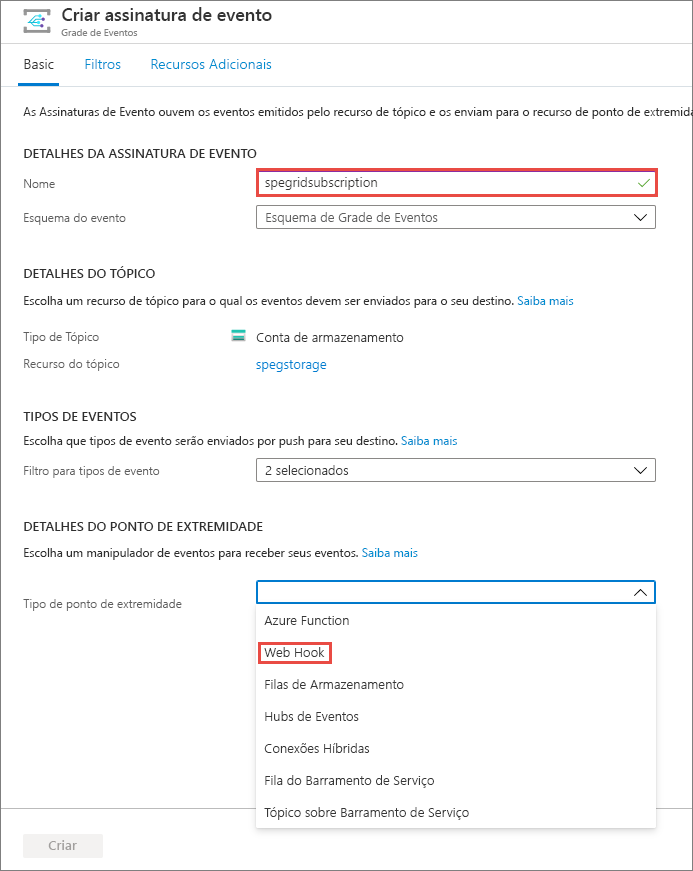 Criar assinatura de evento
Grade de Eventos
Basic Filtros Recursos Adicionais
As Assinaturas de Evento ouvem os eventos emitidos pelo recurso de tópico e os enviam para o recurso de ponto de extremida
DETALHES DA ASSINATURA DE EVENTO
Nome spegridsubscription
Esquema do evento Esquema de Grade de Eventos
DETALHES DO TÓPICO
Escolha um recurso de tópico para o qual os eventos devem ser enviados para o seu destino. Saiba mais
Tipo de Tópico Conta de armazenamento
Recurso do tópico spegstorage
TIPOS DE EVENTOS
Escolha que tipos de evento serão enviados por push para seu destino. Saiba mais
Filtro para tipos de evento 2 selecionados
DETALHES DO PONTO DE EXTREMIDADE
Escolha um manipulador de eventos para receber seus eventos. Saiba mais
Tipo de ponto de extremidade
Azure Function
Web Hook
Filas de Armazenamento
Hubs de Eventos
Conexões Híbridas
Fila do Barramento de Serviço
Tópico sobre Barramento de Serviço
Criar